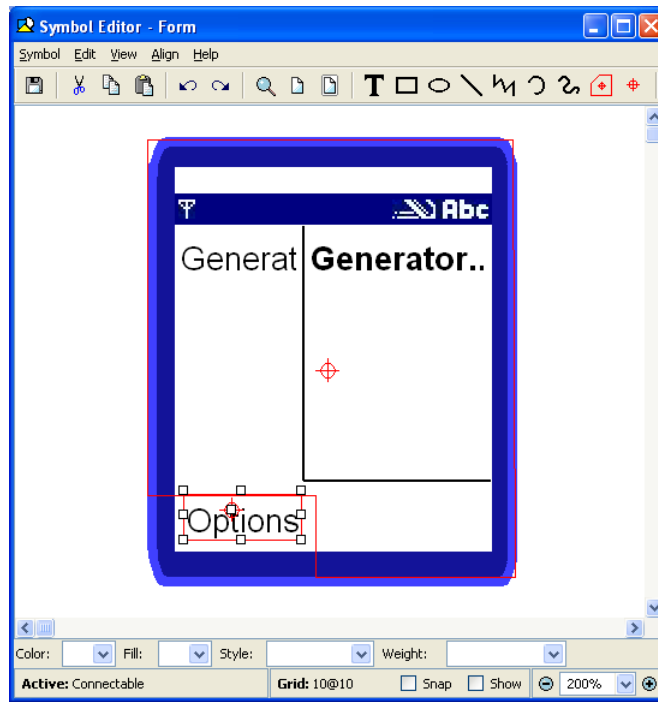 Symbol Editor - Form
Symbol Edit View Align Help
T
Abc
Generat Generator..
Options
Color: Fill: Style: Weight:
Active: Connectable Grid: 10@10 Snap Show 200%